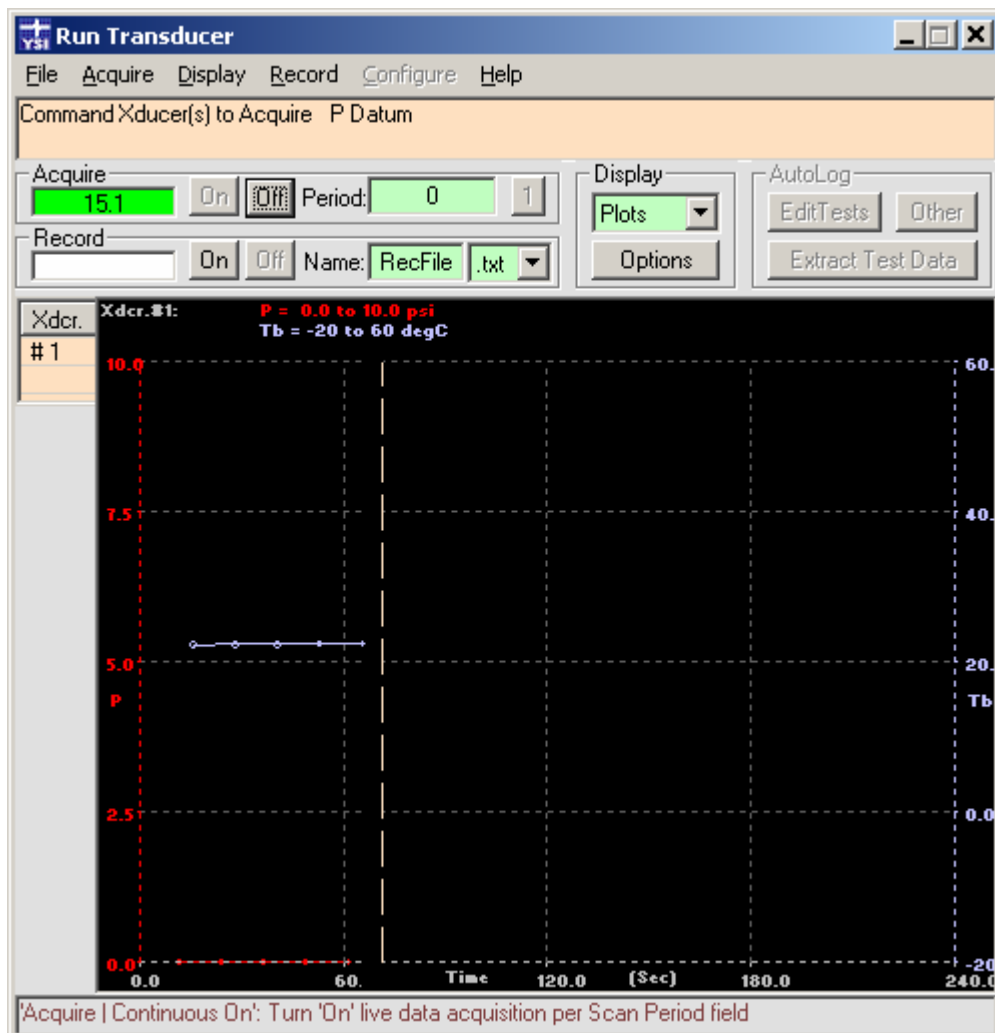 YSI Run Transducer
File Acquire Display Record Configure Help
Command Xducer(s) to Acquire P Datum
Acquire
15.1 On Off Period: 0 1
Record
On Off Name: RecFile .txt
Display
Plots
Options
AutoLog
EditTests Other
Extract Test Data
Xdcr.
# 1
Xdcr.#1: P = 0.0 to 10.0 psi
Tb = -20 to 60 degC
10.0 60.
7.5 40.
5.0 20.
P Tb
2.5 0.0
0.0 -20
0.0 60. Time 120.0 (Sec) 180.0 240.0
'Acquire | Continuous On': Turn 'On' live data acquisition per Scan Period field